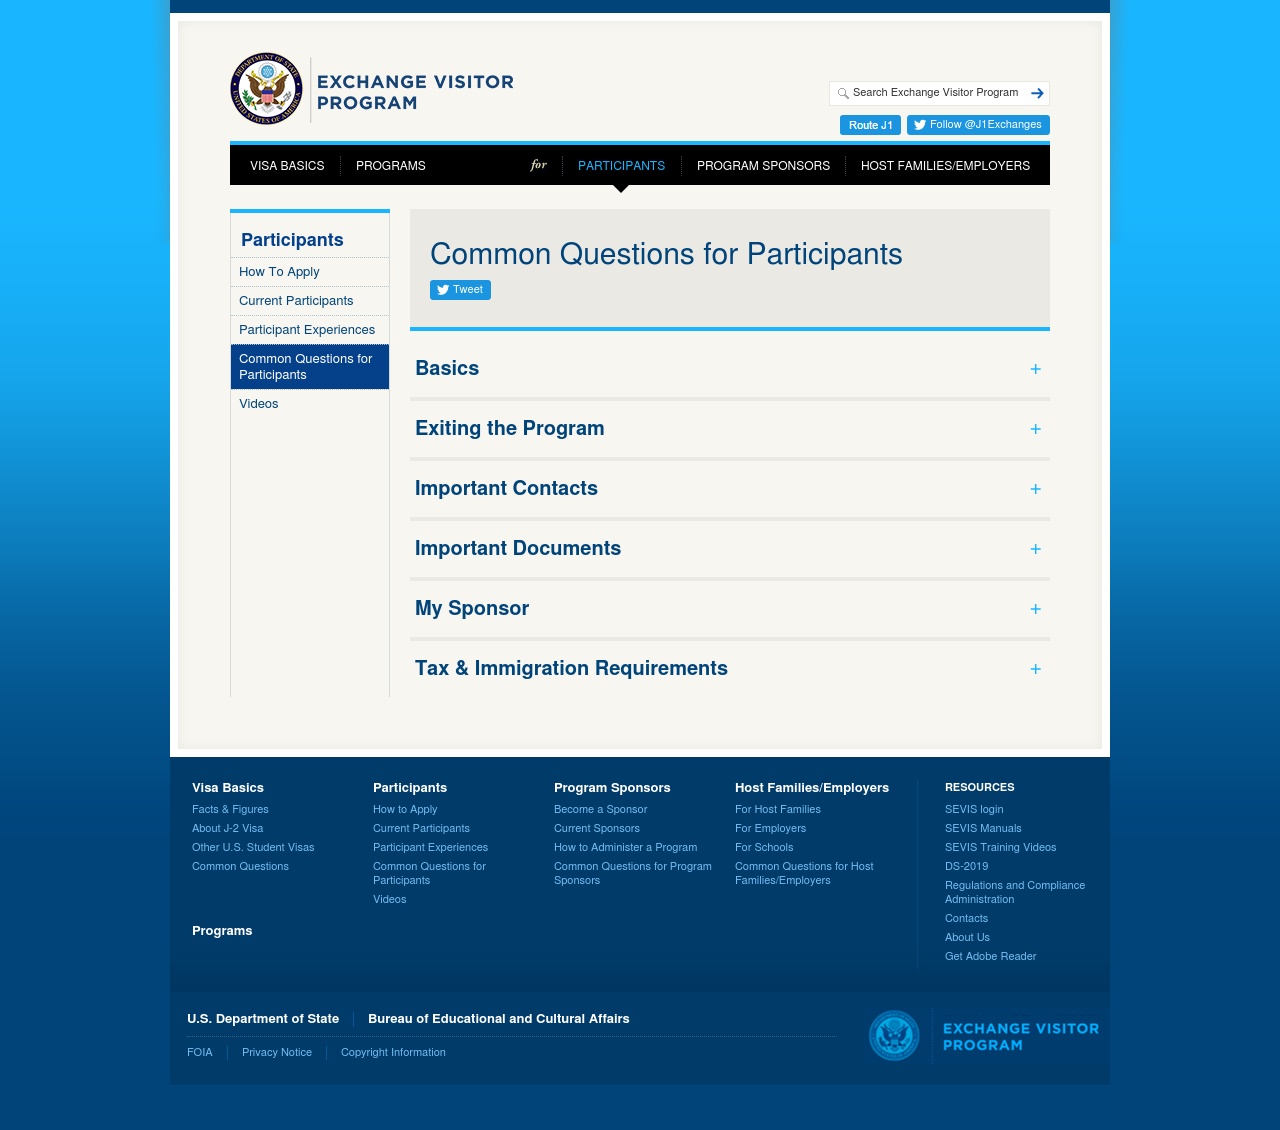 DEPARTMENT OF STATE
UNITED STATES OF AMERICA
EXCHANGE VISITOR
PROGRAM
Search Exchange Visitor Program
Route J1
Follow @J1Exchanges
VISA BASICS
PROGRAMS
for
PARTICIPANTS
PROGRAM SPONSORS
HOST FAMILIES/EMPLOYERS
Participants
How To Apply
Current Participants
Participant Experiences
Common Questions for
Participants
Videos
Common Questions for Participants
Tweet
Basics +
Exiting the Program +
Important Contacts +
Important Documents +
My Sponsor +
Tax & Immigration Requirements +
Visa Basics
Facts & Figures
About J-2 Visa
Other U.S. Student Visas
Common Questions
Programs
Participants
How to Apply
Current Participants
Participant Experiences
Common Questions for
Participants
Videos
Program Sponsors
Become a Sponsor
Current Sponsors
How to Administer a Program
Common Questions for Program
Sponsors
Host Families/Employers
For Host Families
For Employers
For Schools
Common Questions for Host
Families/Employers
RESOURCES
SEVIS login
SEVIS Manuals
SEVIS Training Videos
DS-2019
Regulations and Compliance
Administration
Contacts
About Us
Get Adobe Reader
U.S. Department of State
Bureau of Educational and Cultural Affairs
FOIA
Privacy Notice
Copyright Information
EXCHANGE VISITOR
PROGRAM